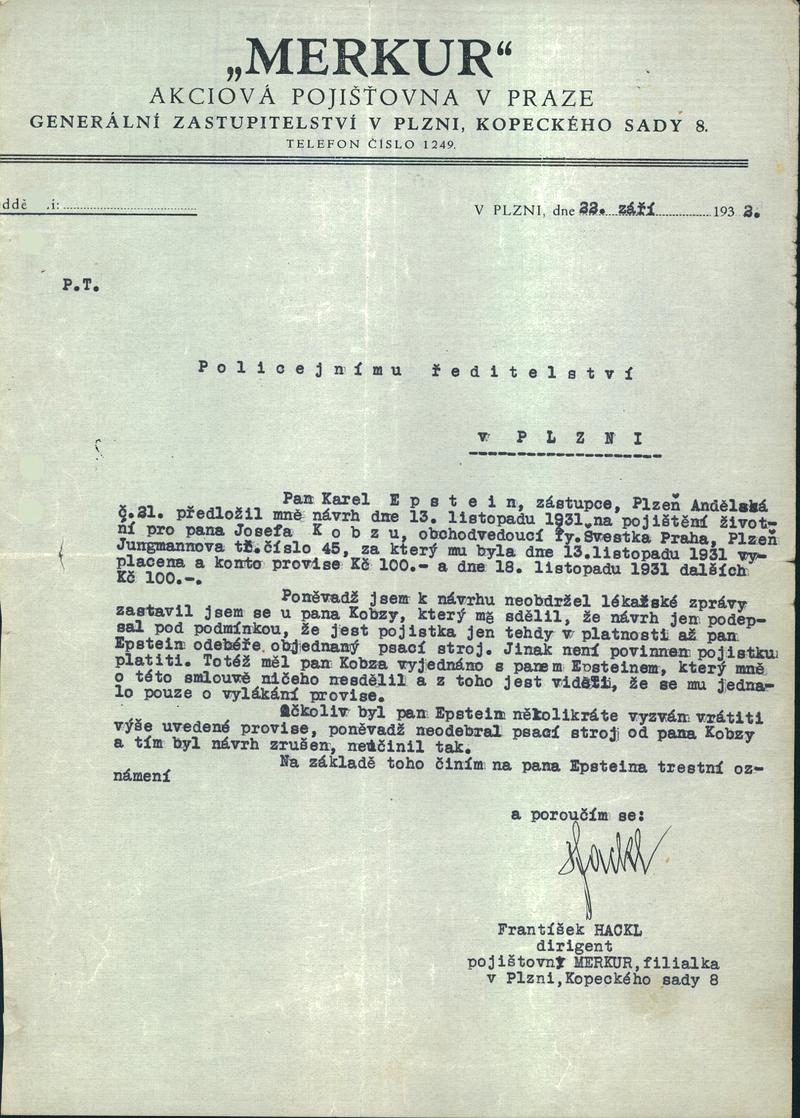 „MERKUR“
AKCIOVÁ POJIŠŤOVNA V PRAZE
GENERÁLNÍ ZASTUPITELSTVÍ V PLZNI, KOPECKÉHO SADY 8.
TELEFON ČÍSLO 1249.
V PLZNI, dne 22. září 1933.
P.T.
Policejnímu ředitelství
v PLZNI
Pan Karel Epstein, zástupce, Plzeň Andělská
č.21. předložil mně návrh dne 13. listopadu 1931 na pojištění život-
ní pro pana Josefa Kobzu, obchodvedoucí fy.Svestka Praha, Plzeň
Jungmannova tř.číslo 45, za který mu byla dne 13.listopadu 1931 vy-
placena a konto provise Kč 100.- a dne 18. listopadu 1931 dalších
Kč 100.-.
Poněvadž jsem k návrhu neobdržel lékařské zprávy
zastavil jsem se u pana Kobzy, který mě sdělil, že návrh jen podep-
sal pod podmínkou, že jest pojistka jen tehdy v platnosti až pan
Epstein odebéře objednaný psací stroj. Jinak není povinnen pojistku
platiti. Totéž měl pan Kobza vyjednáno s panem Epsteinem, který mně
o této smlouvě ničeho nesdělil a z toho jest viděti, že se mu jedna-
lo pouze o vylákání provise.
Ačkoliv byl pan Epstein několikráte vyzván vrátiti
výše uvedené provise, poněvadž neodebral psací stroj od pana Kobzy
a tím byl návrh zrušen, neučinil tak.
Na základě toho činím na pana Epsteina trestní oz-
námení
a poroučím se:
Hackl
František HACKL
dirigent
pojištovny MERKUR,filialka
v Plzni,Kopeckého sady 8